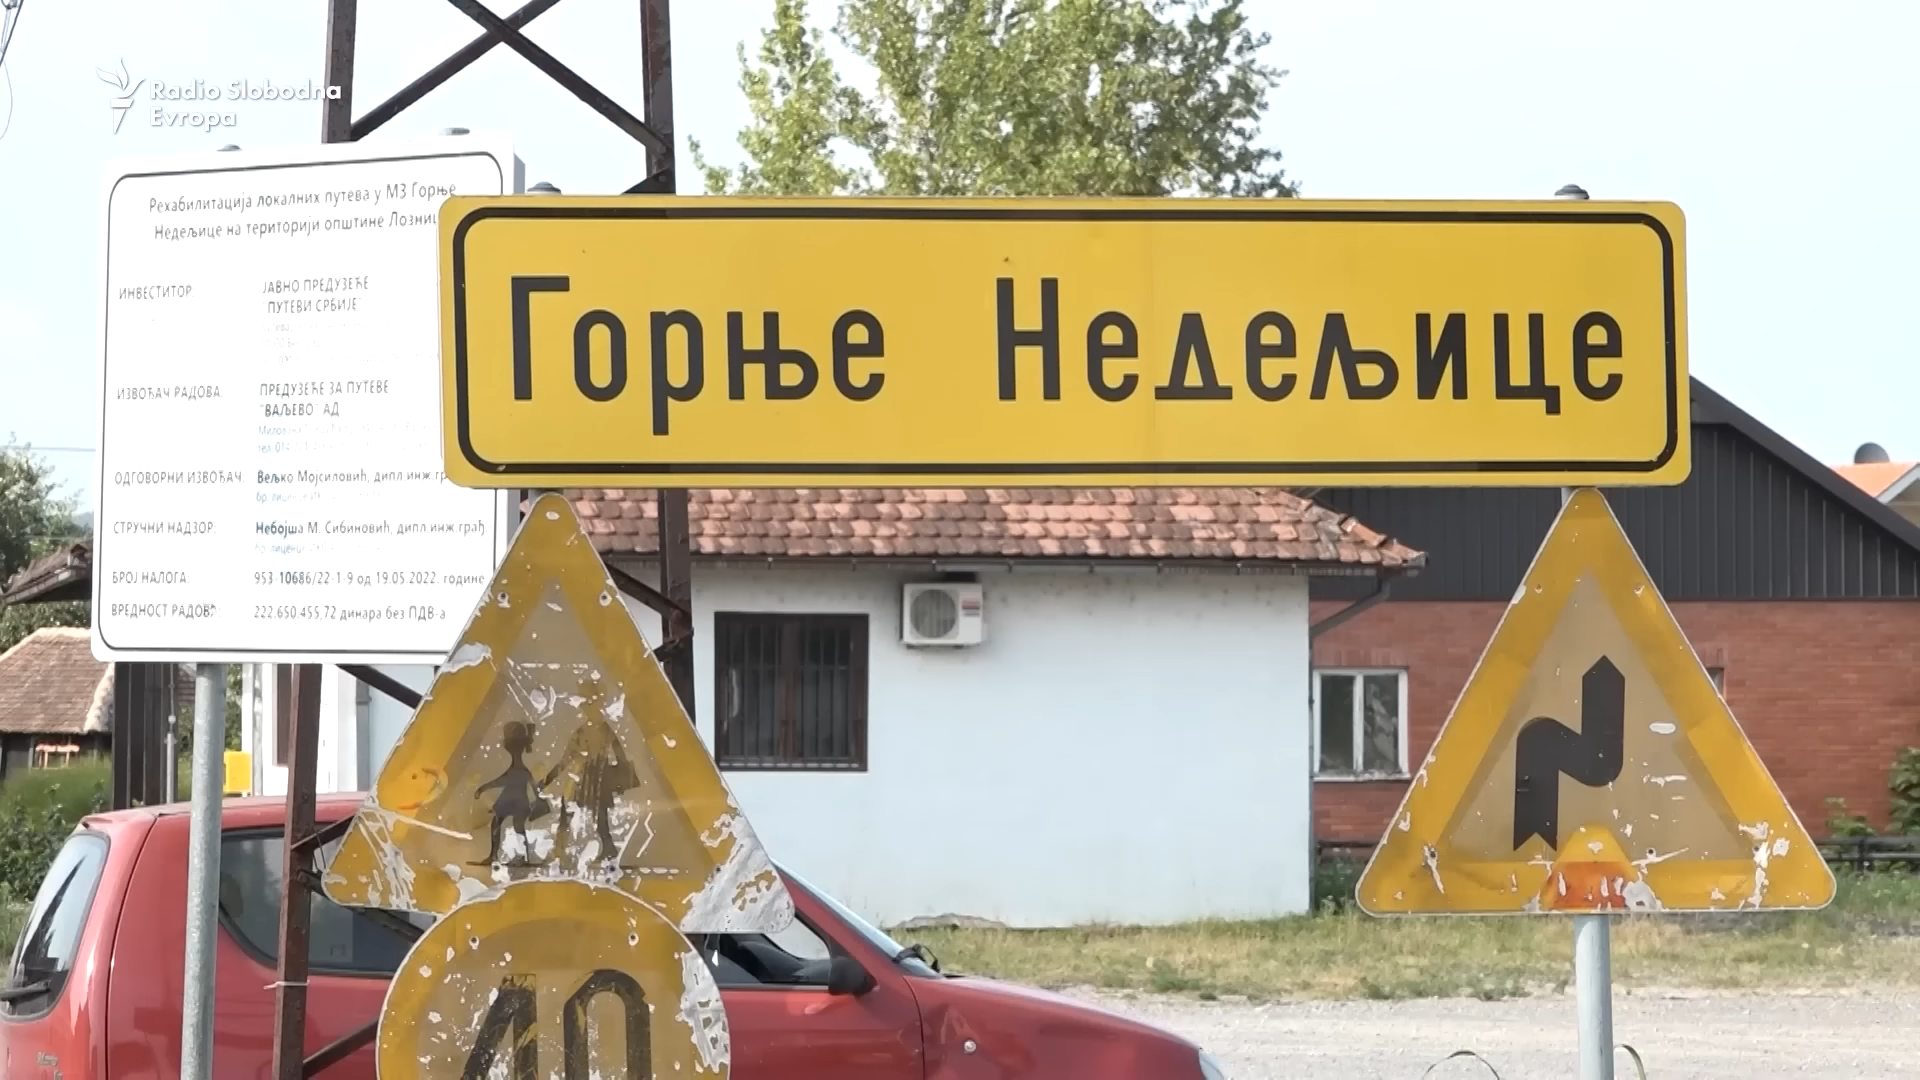 Radio Slobodna
Evropa
Рехабилитација локалних путева у МЗ Горње
Недељице на територији општине
ИНВЕСТИТОР:
ЈАВНО ПРЕДУЗЕЋЕ
"ПУТЕВИ СРБИЈЕ"
ИЗВОЂАЧ РАДОВА:
ПРЕДУЗЕЋЕ ЗА ПУТЕВЕ
"ВАЉЕВО" АД
ОДГОВОРНИ ИЗВОЂАЧ:
Вељко Мојсиловић, дипл.инж.гр
СТРУЧНИ НАДЗОР:
Небојша М. Сибиновић, дипл.инж.грађ.
БРОЈ НАЛОГА:
953-10686/22-1-9 од 19.05.2022. године
ВРЕДНОСТ РАДОВА:
222.650.455,72 динара без ПДВ-а
Горње Недељице
40